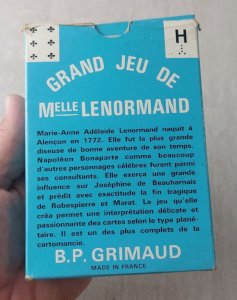 H
GRAND JEU DE
MELLE LENORMAND
Marie-Anne Adélaide Lenormand naquit à
Alençon en 1772. Elle fut la plus grande
diseuse de bonne aventure de son temps.
Napoléon Bonaparte comme beaucoup
d'autres personnages célèbres furent parmi
ses consultants. Elle exerça une grande
influence sur Joséphine de Beauharnais
et prédit avec exactitude la fin tragique
de Robespierre et Marat. Le jeu qu'elle
créa permet une interprétation délicate et
passionnante des cartes selon le type plané-
taire. Il est un des plus complets de la
cartomancie.
B.P. GRIMAUD
MADE IN FRANCE